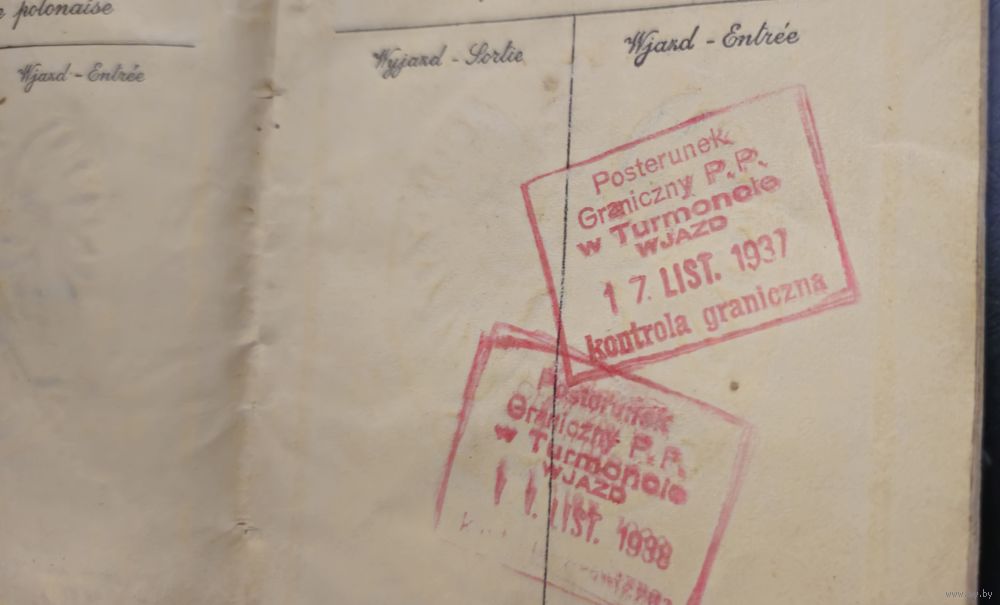 polonaise
Wjazd - Entrée
Wyjazd - Sortie
Wjazd - Entrée
Posterunek
Graniczny P.P.
w Turmoncie
WJAZD
17. LIST. 1937
kontrola graniczna
Posterunek
Graniczny P.P.
w Turmoncie
WJAZD
11. LIST. 1938